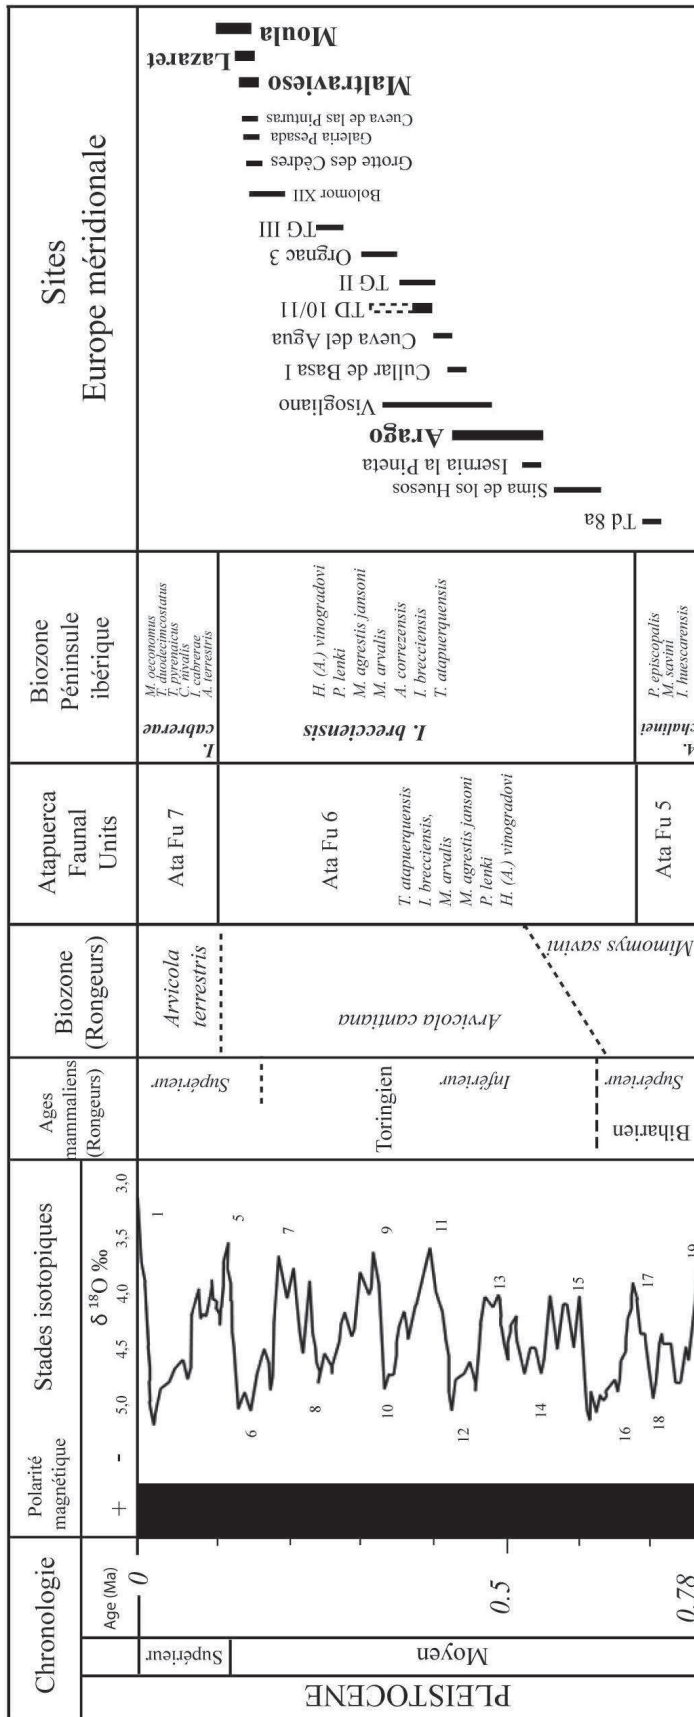 Chronologie
Age (Ma)
0
0.5
0.78
Supérieur
Moyen
PLEISTOCENE
Polarité
magnétique
+
-
Stades isotopiques
δ 18O ‰
5,0
4,5
4,0
3,5
3,0
1
5
6
7
8
9
10
11
12
13
14
15
16
17
18
19
Ages
mammaliens
(Rongeurs)
Supérieur
Toringien
Inférieur
Supérieur
Biharien
Biozone
(Rongeurs)
Arvicola
terrestris
Arvicola cantiana
Mimomys savini
Atapuerca
Faunal
Units
Ata Fu 7
Ata Fu 6
T. atapuerquensis
I. brecciensis,
M. arvalis
M. agrestis jansoni
P. lenki
H. (A.) vinogradovi
Ata Fu 5
Biozone
Péninsule
ibérique
M. oeconomus
T. duodecimcostatus
T. pyrenaicus
C. nivalis
I. cabrerae
A. terrestris
I.
cabrerae
H. (A.) vinogradovi
P. lenki
M. agrestis jansoni
M. arvalis
A. correzensis
I. brecciensis
T. atapuerquensis
I. brecciensis
P. episcopalis
M. savini
I. huescarensis
chalinei
Sites
Europe méridionale
Moula
Lazaret
Maltravieso
Cueva de las Pinturas
Galeria Pesada
Grotte des Cèdres
Bolomor XII
TG III
Orgnac 3
TG II
TD 10/11
Cueva del Agua
Cullar de Basa I
Visogliano
Arago
Isernia la Pineta
Sima de los Huesos
Td 8a